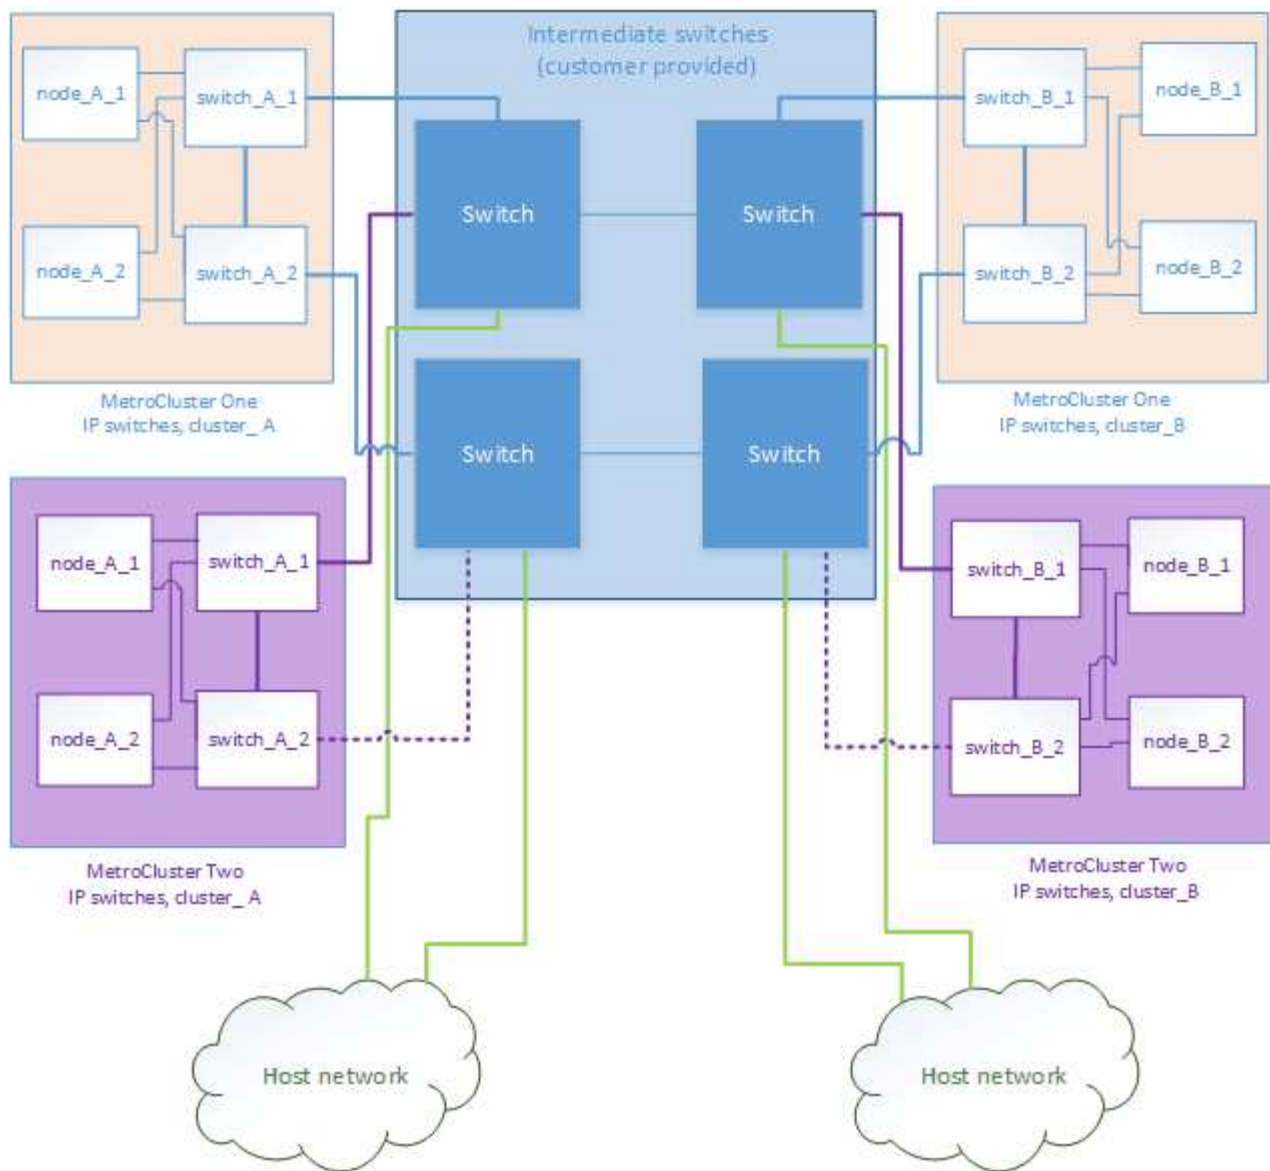 Intermediate switches
(customer provided)
node_A_1
switch_A_1
node_A_2
switch_A_2
MetroCluster One
IP switches, cluster_ A
Switch
Switch
Switch
Switch
switch_B_1
node_B_1
switch_B_2
node_B_2
MetroCluster One
IP switches, cluster_B
node_A_1
switch_A_1
node_A_2
switch_A_2
MetroCluster Two
IP switches, cluster_ A
switch_B_1
node_B_1
switch_B_2
node_B_2
MetroCluster Two
IP switches, cluster_B
Host network
Host network